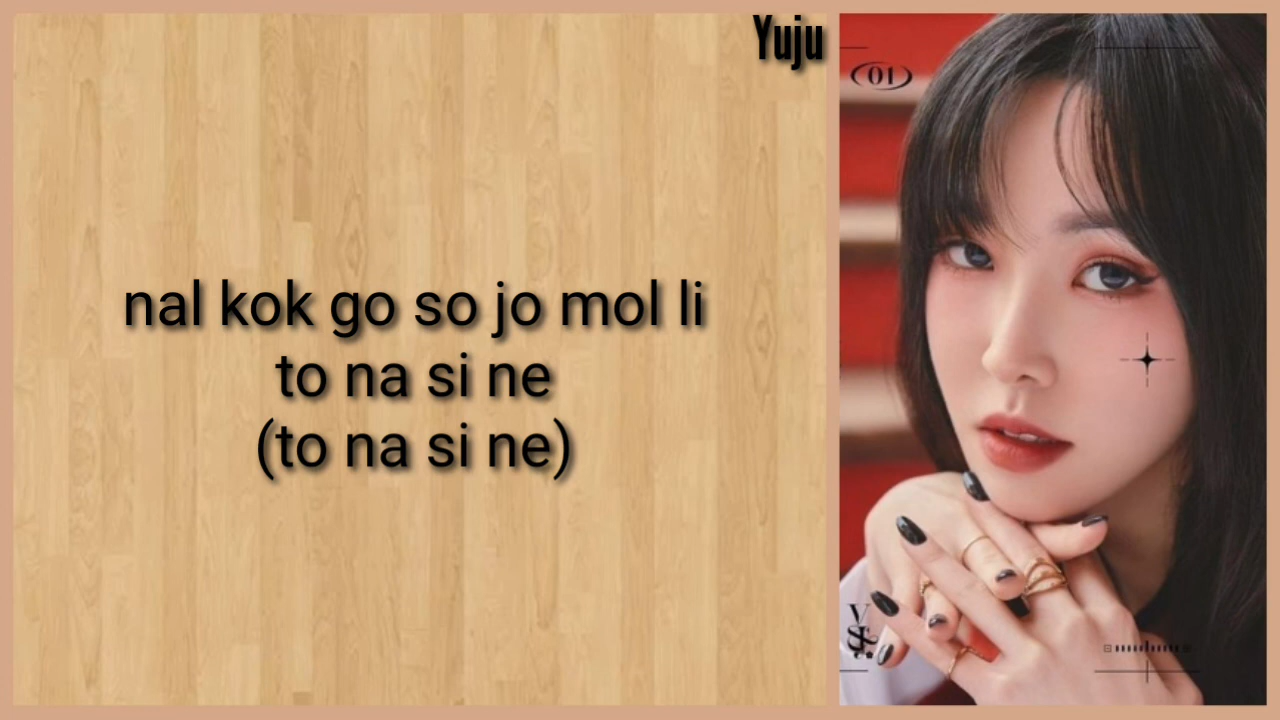 Yuju
01
nal kok go so jo mol li
to na si ne
(to na si ne)